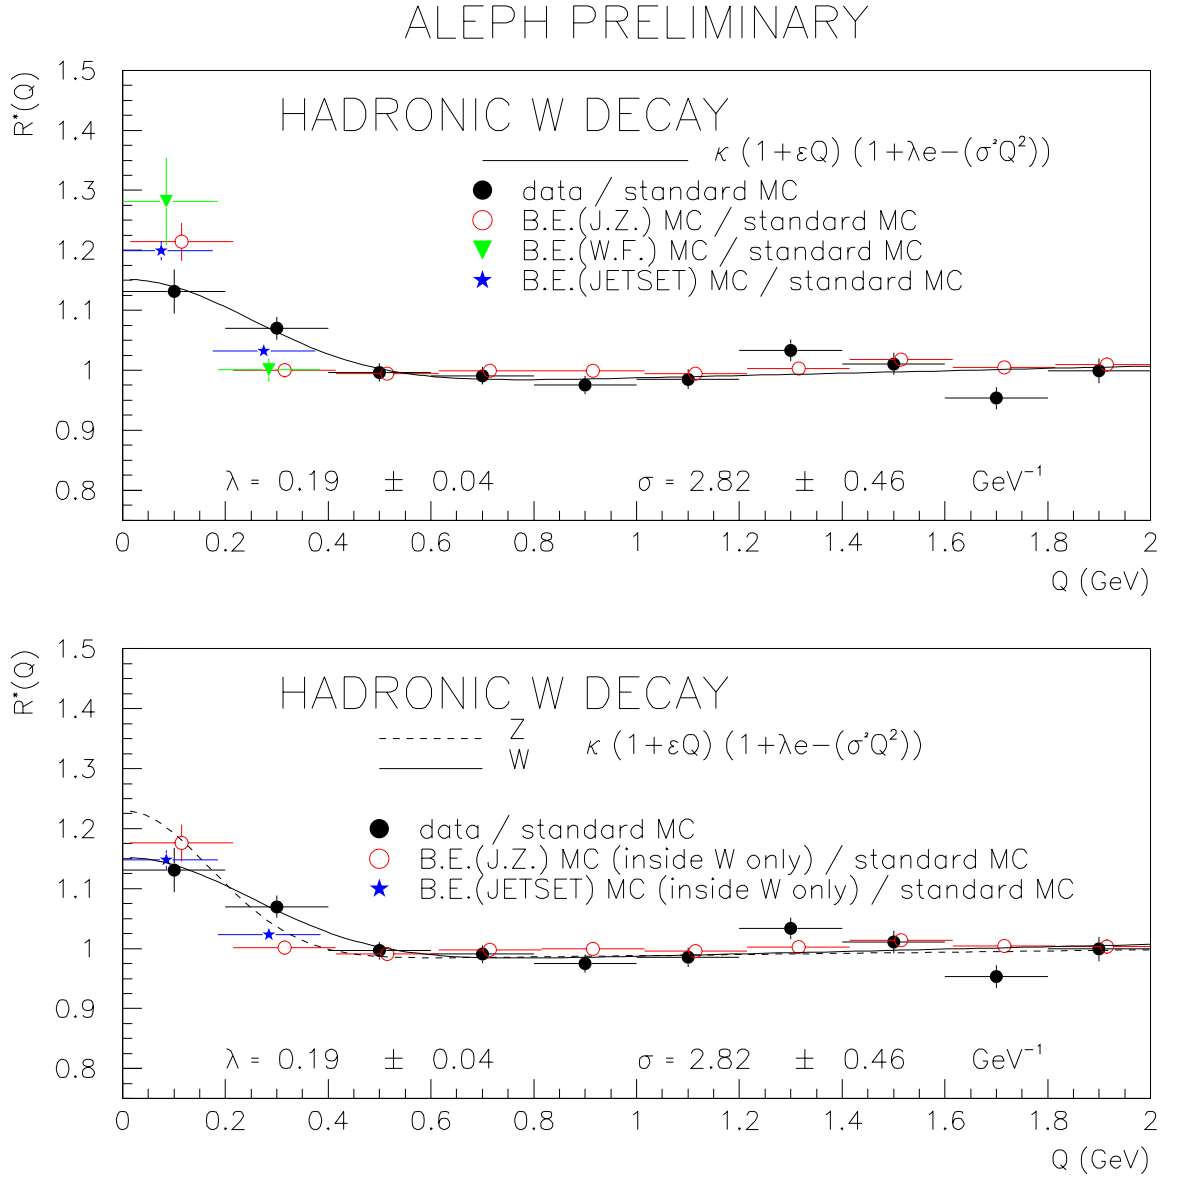 ALEPH PRELIMINARY
R*(Q)
1.5
1.4
1.3
1.2
1.1
1
0.9
0.8
HADRONIC W DECAY
κ (1+εQ) (1+λe−(σ²Q²))
data / standard MC
B.E.(J.Z.) MC / standard MC
B.E.(W.F.) MC / standard MC
B.E.(JETSET) MC / standard MC
λ = 0.19 ± 0.04 σ = 2.82 ± 0.46 GeV⁻¹
0 0.2 0.4 0.6 0.8 1 1.2 1.4 1.6 1.8 2
Q (GeV)
R*(Q)
1.5
1.4
1.3
1.2
1.1
1
0.9
0.8
HADRONIC W DECAY
Z
W
κ (1+εQ) (1+λe−(σ²Q²))
data / standard MC
B.E.(J.Z.) MC (inside W only) / standard MC
B.E.(JETSET) MC (inside W only) / standard MC
λ = 0.19 ± 0.04 σ = 2.82 ± 0.46 GeV⁻¹
0 0.2 0.4 0.6 0.8 1 1.2 1.4 1.6 1.8 2
Q (GeV)